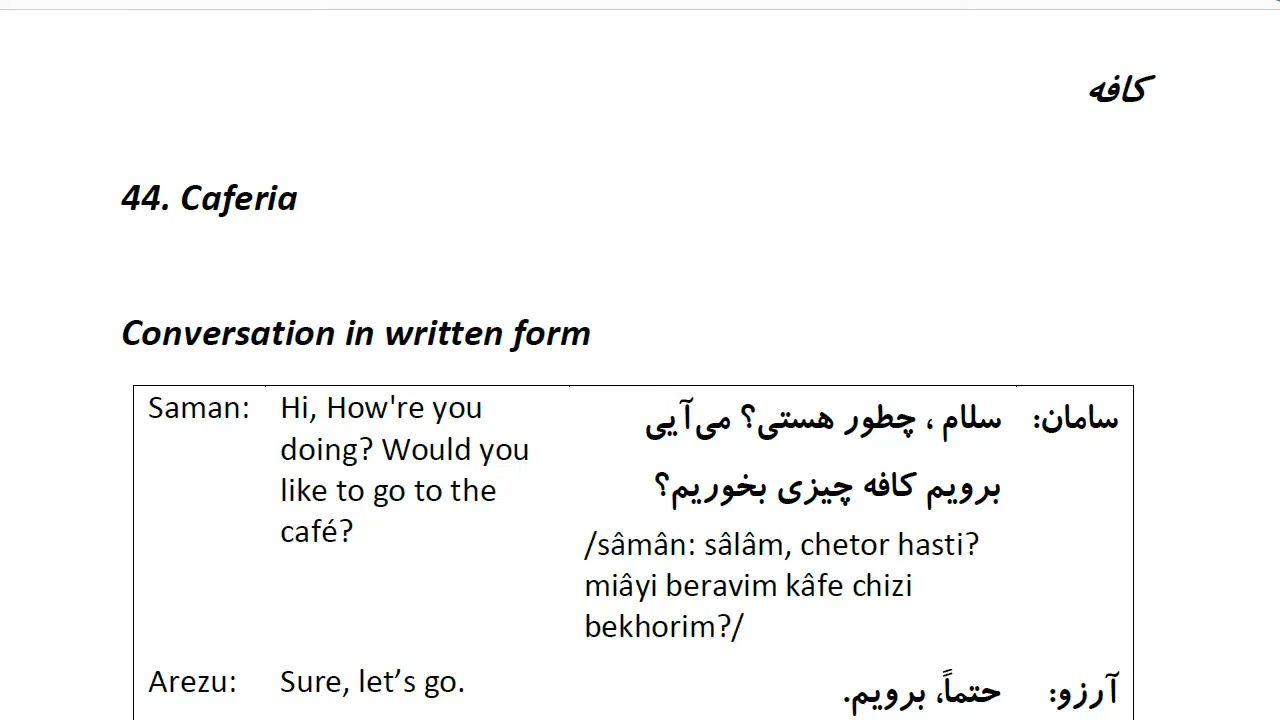 کافه
44. Caferia
Conversation in written form
Saman:
Hi, How're you
doing? Would you
like to go to the
café?
سلام ، چطور هستی؟ می‌آیی
برویم کافه چیزی بخوریم؟
/sâmân: sâlâm, chetor hasti?
miâyi beravim kâfe chizi
bekhorim?/
سامان:
Arezu:
Sure, let’s go.
حتماً، برویم.
آرزو: